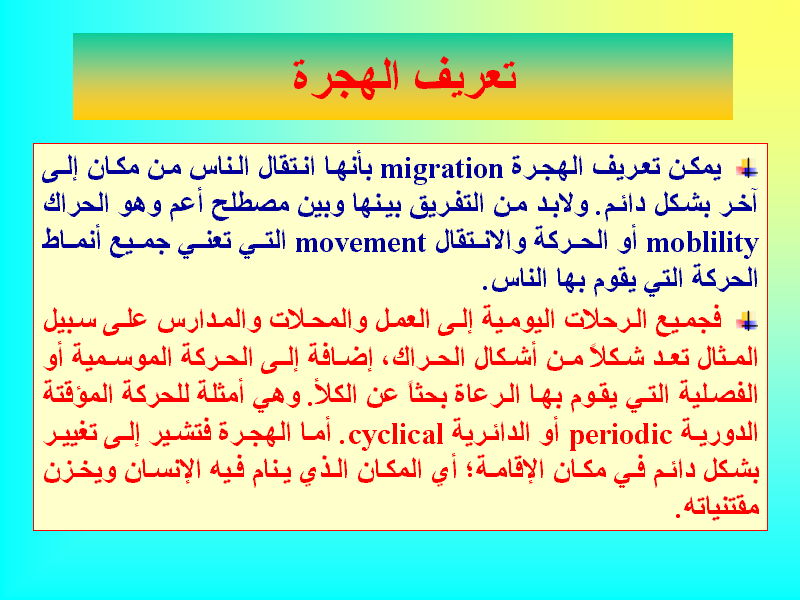 تعريف الهجرة
يمكن تعريف الهجرة migration بأنها انتقال الناس من مكان إلى
آخر بشكل دائم. ولابد من التفريق بينها وبين مصطلح أعم وهو الحراك
moblility أو الحركة والانتقال movement التي تعني جميع أنماط
الحركة التي يقوم بها الناس.
فجميع الرحلات اليومية إلى العمل والمحلات والمدارس على سبيل
المثال تعد شكلاً من أشكال الحراك، إضافة إلى الحركة الموسمية أو
الفصلية التي يقوم بها الرعاة بحثاً عن الكلأ. وهي أمثلة للحركة المؤقتة
الدورية periodic أو الدائرية cyclical. أما الهجرة فتشير إلى تغيير
بشكل دائم في مكان الإقامة؛ أي المكان الذي ينام فيه الإنسان ويخزن
مقتنياته.